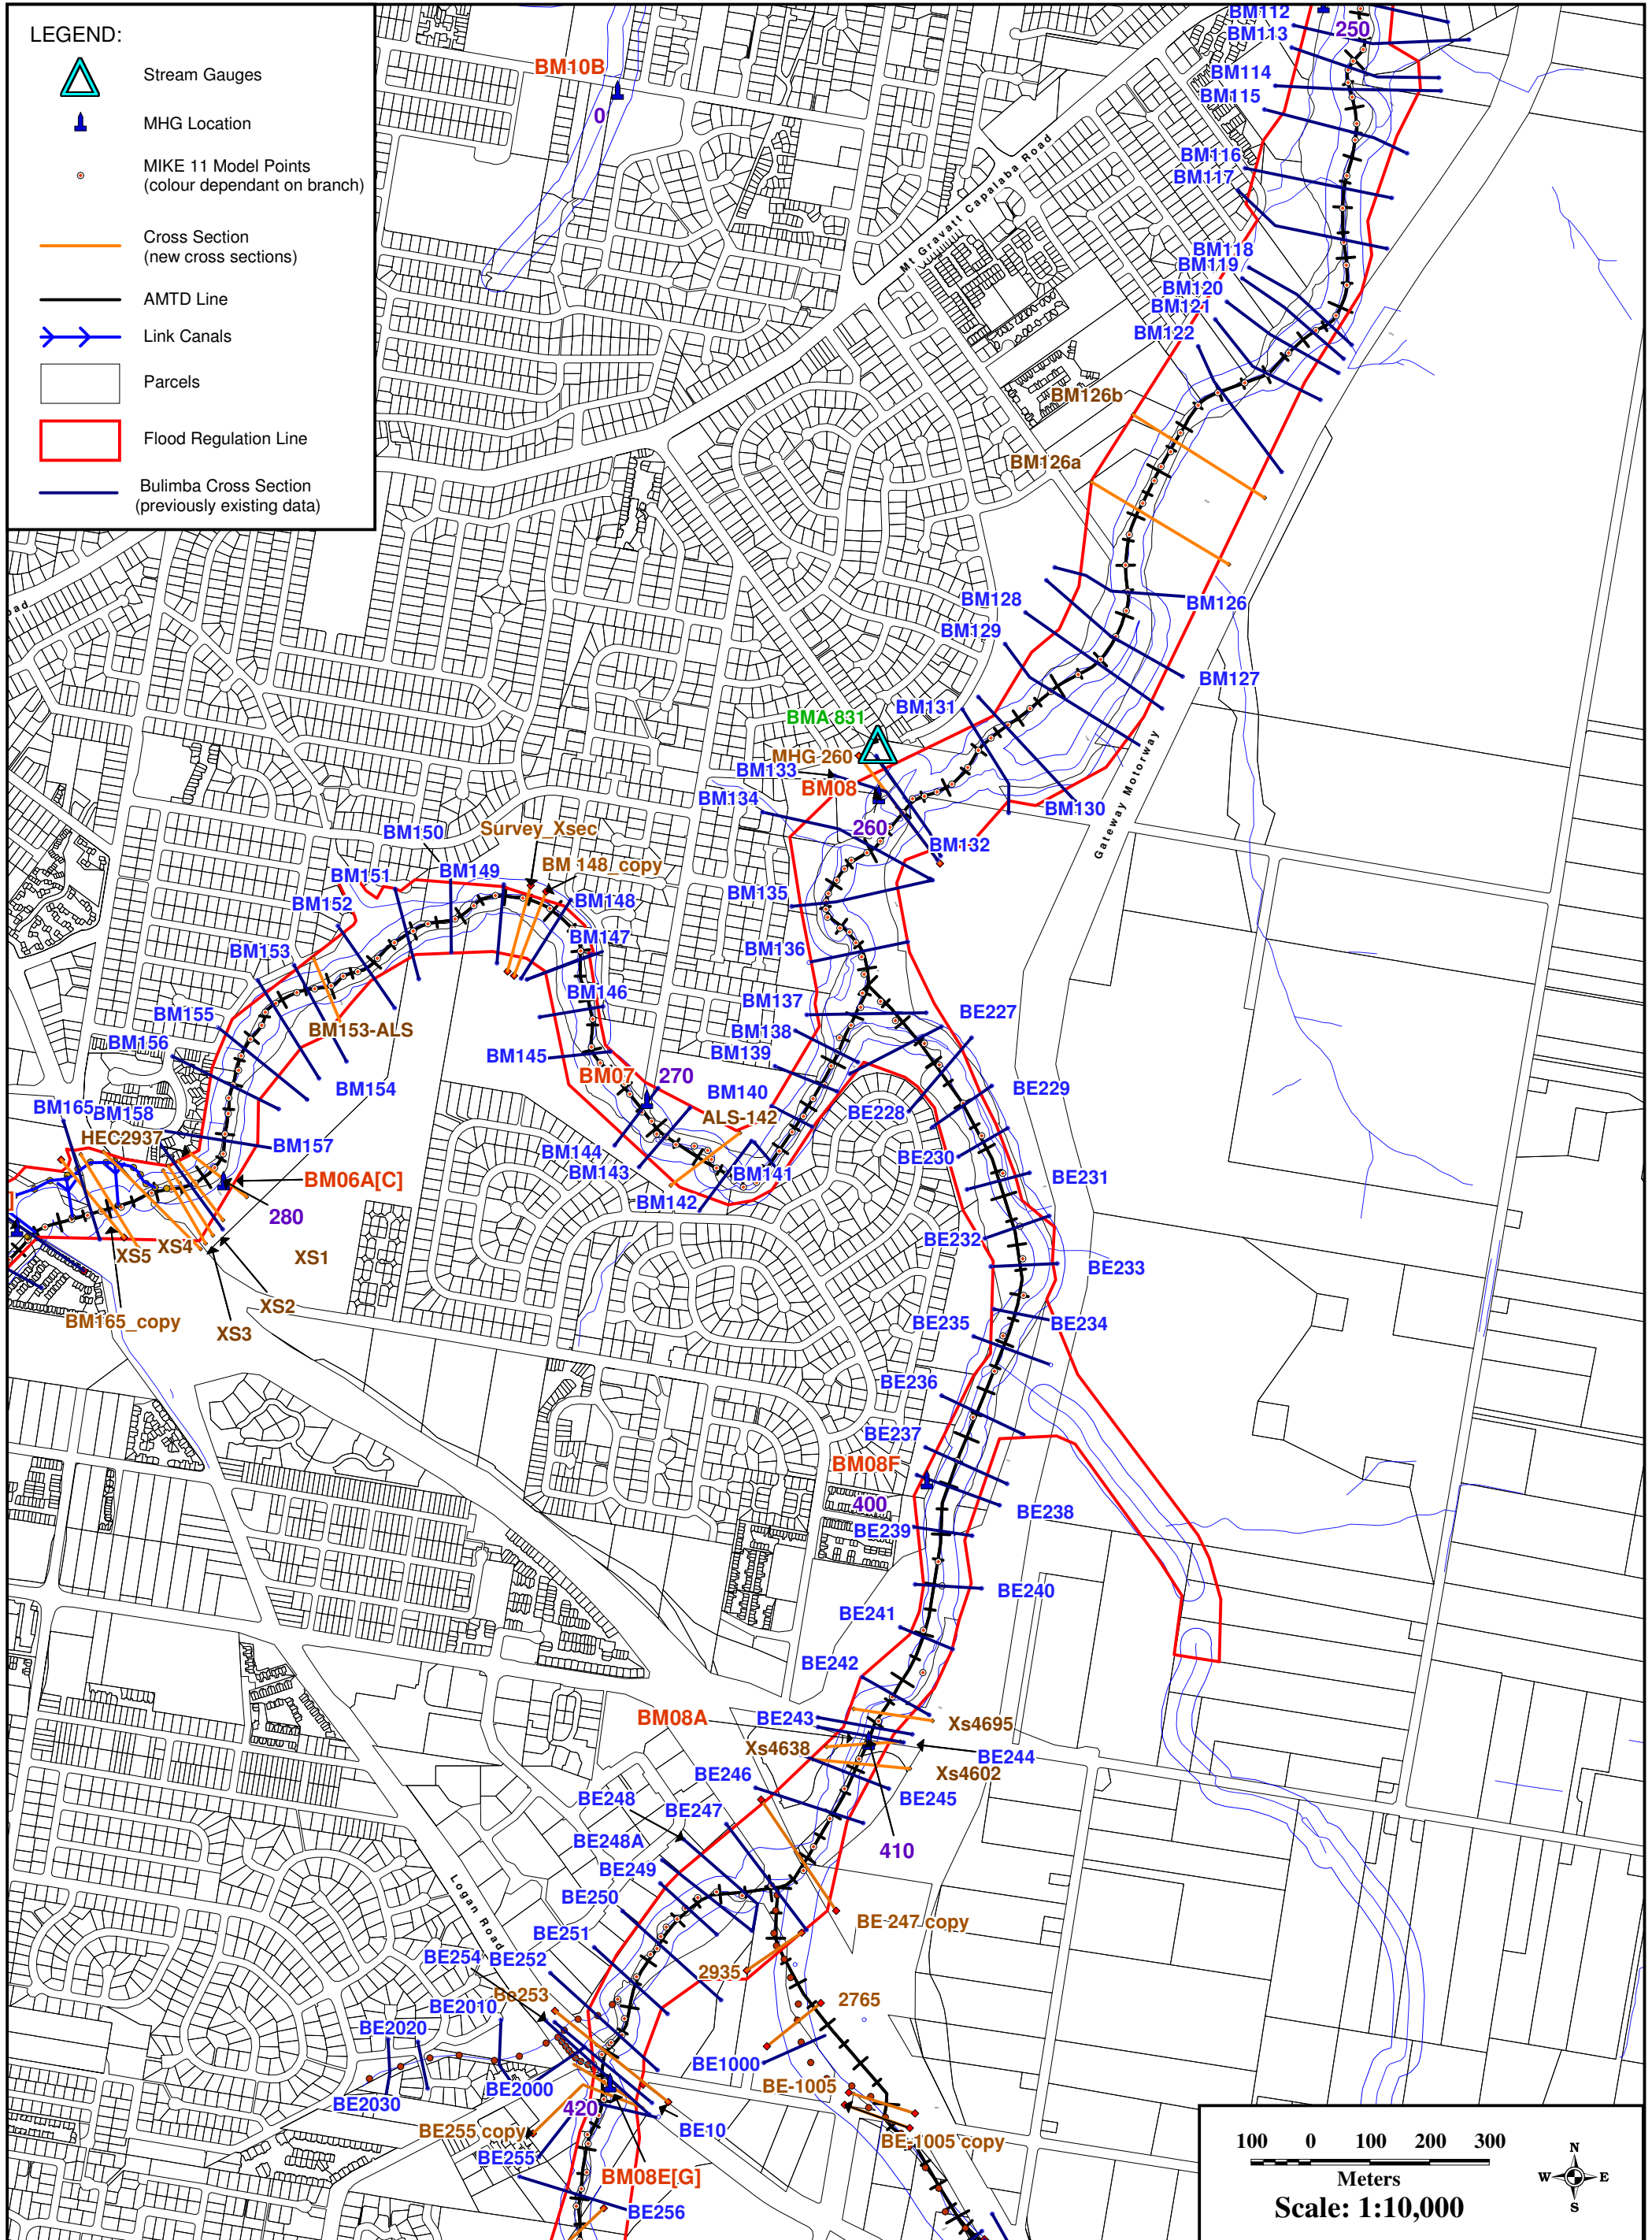 LEGEND:
Stream Gauges
MHG Location
MIKE 11 Model Points
(colour dependant on branch)
Cross Section
(new cross sections)
AMTD Line
Link Canals
Parcels
Flood Regulation Line
Bulimba Cross Section
(previously existing data)
BM10B
0
BM112
250
BM113
BM114
BM115
Mt Gravatt Capalaba Road
BM116
BM117
BM118
BM119
BM120
BM121
BM122
BM126b
BM126a
oad
BM128
BM126
BM129
BM127
BM131
BMA 831
MHG 260
BM133
BM08
BM134
BM130
Gateway Motorway
260
BM132
Survey_Xsec
BM150
BM 148_copy
BM149
BM151
BM148
BM152
BM135
BM147
BM153
BM136
BM146
BM137
BM155
BM153-ALS
BE227
BM138
BM156
BM145
BM139
BM07
270
BM154
BM140
BE229
BM165
BM158
ALS-142
BE228
HEC2937
BM157
BM144
BE230
BM143
BM141
BE231
BM06A[C]
]
BM142
280
BE232
XS5
XS4
XS1
BE233
XS2
BM165_copy
XS3
BE235
BE234
BE236
BE237
BM08F
400
BE238
BE239
BE240
BE241
BE242
BM08A
BE243
Xs4695
Xs4638
BE244
Xs4602
BE246
BE248
BE247
BE245
BE248A
410
BE249
Logan Road
BE250
BE 247 copy
BE251
BE254
BE252
2935
Be253
2765
BE2010
BE2020
BE1000
BE2000
BE-1005
BE2030
420
BE255 copy
BE10
BE-1005 copy
BE255
BM08E[G]
BE256
100 0 100 200 300
Meters
Scale: 1:10,000
N
W E
S